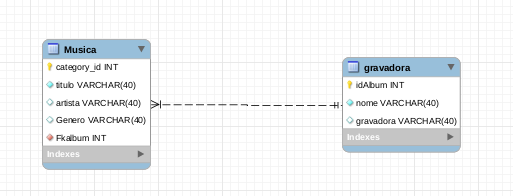 Musica
category_id INT
titulo VARCHAR(40)
artista VARCHAR(40)
Genero VARCHAR(40)
Fkalbum INT
Indexes
gravadora
idAlbum INT
nome VARCHAR(40)
gravadora VARCHAR(40)
Indexes